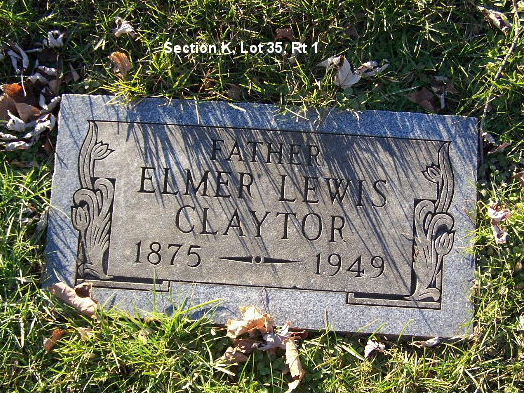 Section K, Lot 35, Rt 1
FATHER
ELMER LEWIS
CLAYTOR
1875 1949